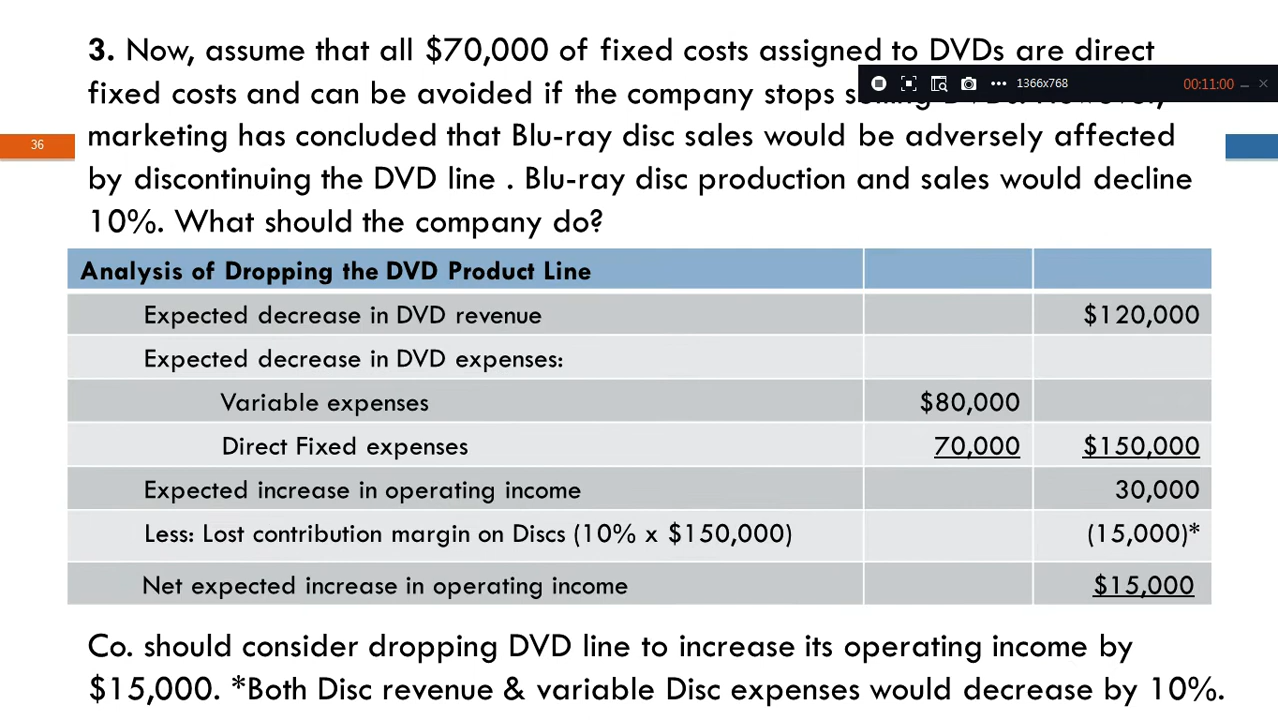 3. Now, assume that all $70,000 of fixed costs assigned to DVDs are direct
1366x768
00:11:00
fixed costs and can be avoided if the company stops
36
marketing has concluded that Blu-ray disc sales would be adversely affected
by discontinuing the DVD line . Blu-ray disc production and sales would decline
10%. What should the company do?
Analysis of Dropping the DVD Product Line
Expected decrease in DVD revenue $120,000
Expected decrease in DVD expenses:
Variable expenses $80,000
Direct Fixed expenses 70,000 $150,000
Expected increase in operating income 30,000
Less: Lost contribution margin on Discs (10% x $150,000) (15,000)*
Net expected increase in operating income $15,000
Co. should consider dropping DVD line to increase its operating income by
$15,000. *Both Disc revenue & variable Disc expenses would decrease by 10%.